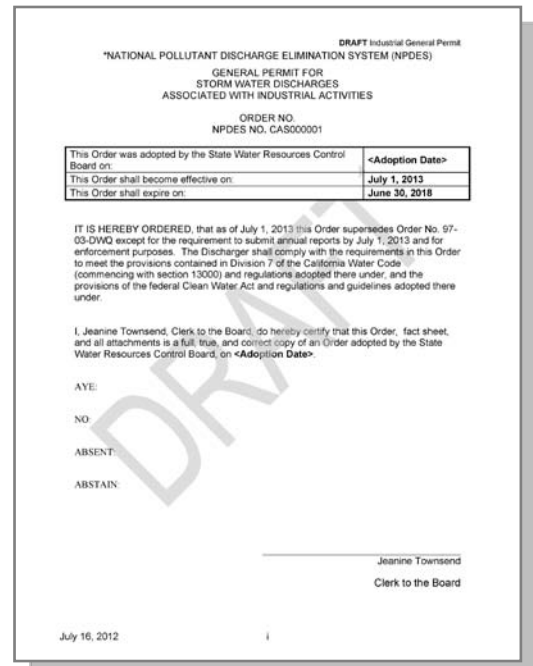 DRAFT Industrial General Permit
*NATIONAL POLLUTANT DISCHARGE ELIMINATION SYSTEM (NPDES)
GENERAL PERMIT FOR
STORM WATER DISCHARGES
ASSOCIATED WITH INDUSTRIAL ACTIVITIES
ORDER NO.
NPDES NO. CAS000001
This Order was adopted by the State Water Resources Control
Board on: <Adoption Date>
This Order shall become effective on: July 1, 2013
This Order shall expire on: June 30, 2018
IT IS HEREBY ORDERED, that as of July 1, 2013 this Order supersedes Order No. 97-
03-DWQ except for the requirement to submit annual reports by July 1, 2013 and for
enforcement purposes. The Discharger shall comply with the requirements in this Order
to meet the provisions contained in Division 7 of the California Water Code
(commencing with section 13000) and regulations adopted there under, and the
provisions of the federal Clean Water Act and regulations and guidelines adopted there
under.
I, Jeanine Townsend, Clerk to the Board, do hereby certify that this Order, fact sheet,
and all attachments is a full, true, and correct copy of an Order adopted by the State
Water Resources Control Board, on <Adoption Date>.
AYE:
NO:
ABSENT:
ABSTAIN:
DRAFT
Jeanine Townsend
Clerk to the Board
July 16, 2012 i